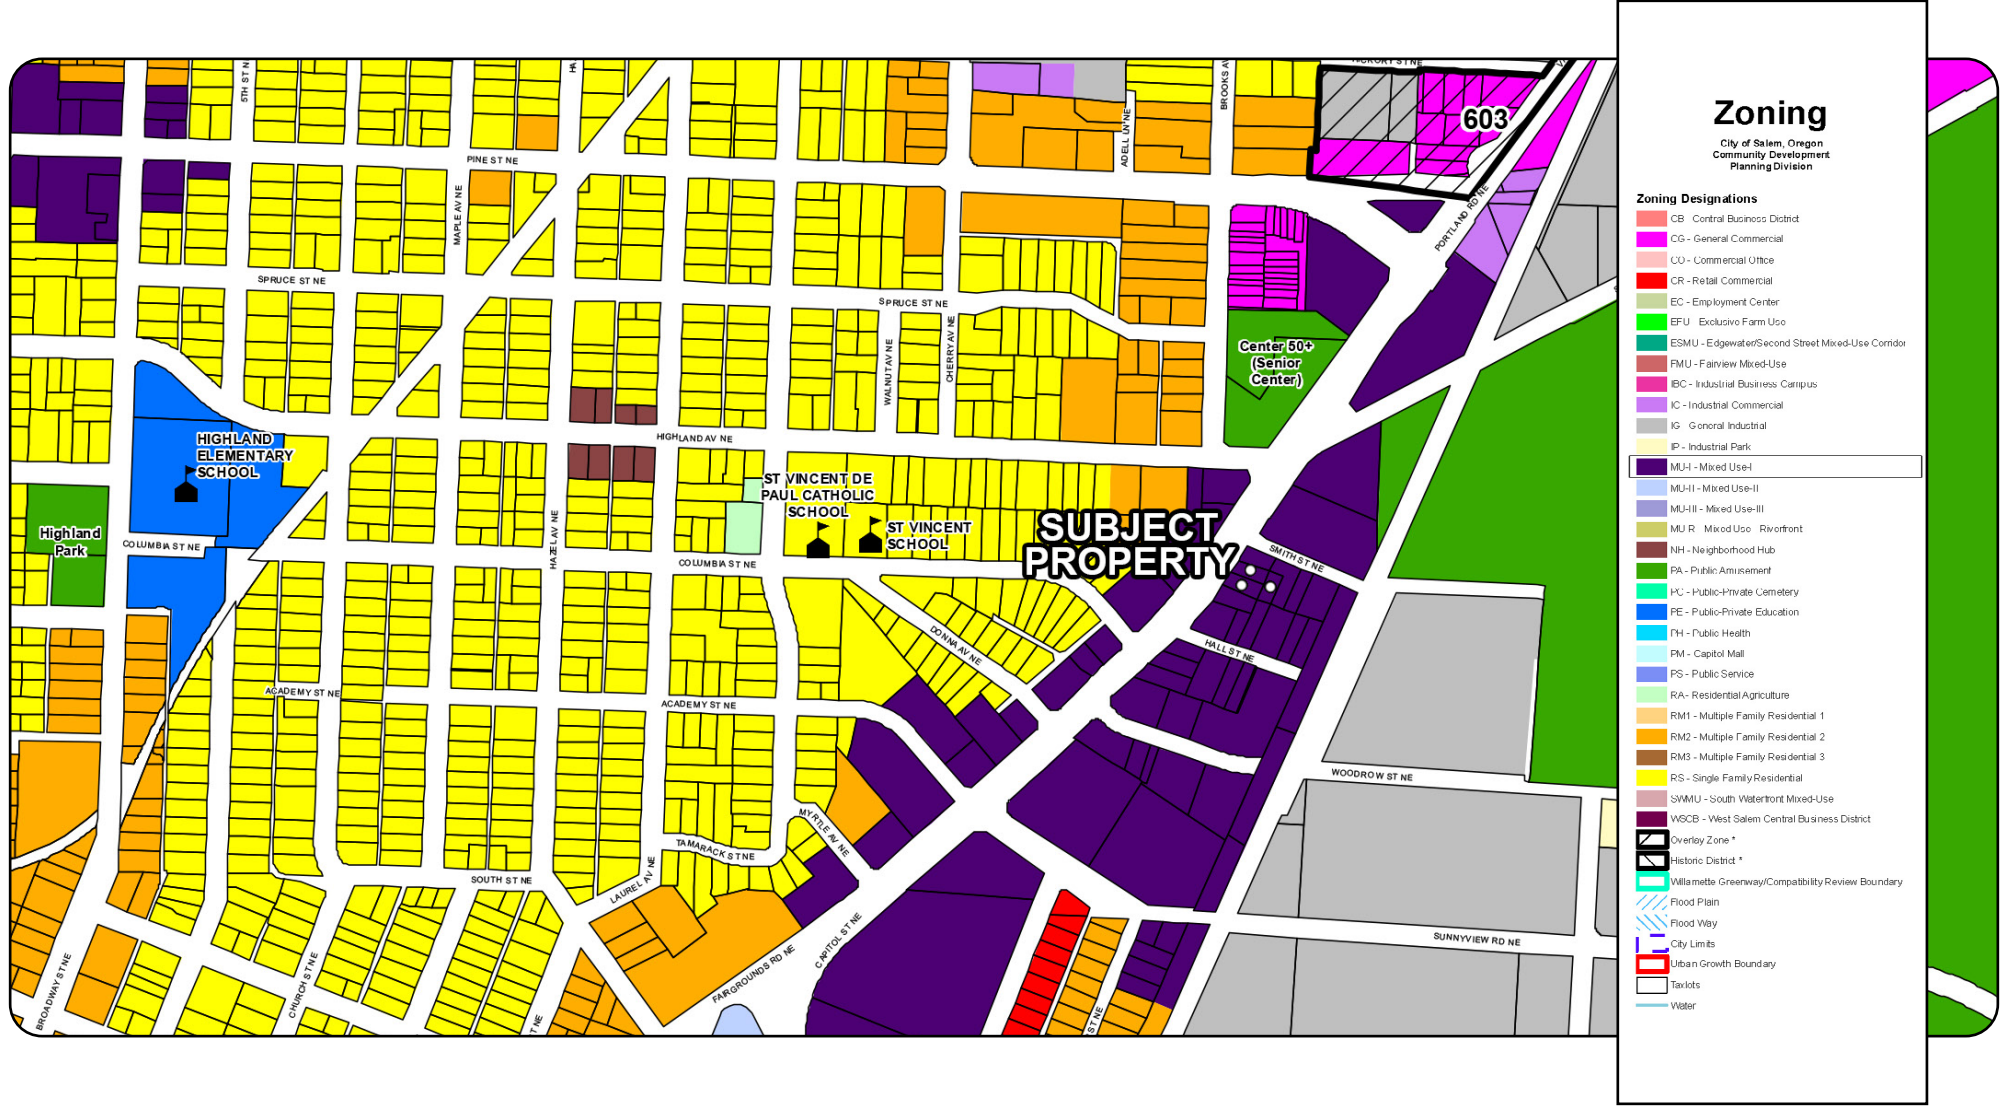 HICKORY ST NE
5TH ST N
HA
BROOKS AV
603
ADELL LN NE
PINE ST NE
MAPLE AV NE
PORTLAND RD NE
SPRUCE ST NE
SPRUCE ST NE
WALNUT AV NE
CHERRY AV NE
Center 50+
(Senior
Center)
HIGHLAND AV NE
HIGHLAND
ELEMENTARY
SCHOOL
ST VINCENT DE
PAUL CATHOLIC
SCHOOL
ST VINCENT
SCHOOL
SUBJECT
PROPERTY
Highland
Park
COLUMBIA ST NE
HAZEL AV NE
COLUMBIA ST NE
SMITH ST NE
DONNA AV NE
HALL ST NE
ACADEMY ST NE
ACADEMY ST NE
WOODROW ST NE
MYRTLE AV NE
TAMARACK ST NE
SOUTH ST NE
LAUREL AV NE
CAPITOL ST NE
SUNNYVIEW RD NE
FAIRGROUNDS RD NE
BROADWAY ST NE
CHURCH ST NE
ST NE
ST NE
Zoning
City of Salem, Oregon
Community Development
Planning Division
Zoning Designations
CB - Central Business District
CG - General Commercial
CO - Commercial Office
CR - Retail Commercial
EC - Employment Center
EFU - Exclusive Farm Use
ESMU - Edgewater/Second Street Mixed-Use Corridor
FMU - Fairview Mixed-Use
IBC - Industrial Business Campus
IC - Industrial Commercial
IG - General Industrial
IP - Industrial Park
MU-I - Mixed Use-I
MU-II - Mixed Use-II
MU-III - Mixed Use-III
MU-R - Mixed Use - Riverfront
NH - Neighborhood Hub
PA - Public Amusement
PC - Public-Private Cemetery
PE - Public-Private Education
PH - Public Health
PM - Capitol Mall
PS - Public Service
RA - Residential Agriculture
RM1 - Multiple Family Residential 1
RM2 - Multiple Family Residential 2
RM3 - Multiple Family Residential 3
RS - Single Family Residential
SWMU - South Waterfront Mixed-Use
WSCB - West Salem Central Business District
Overlay Zone *
Historic District *
Willamette Greenway/Compatibility Review Boundary
Flood Plain
Flood Way
City Limits
Urban Growth Boundary
Taxlots
Water